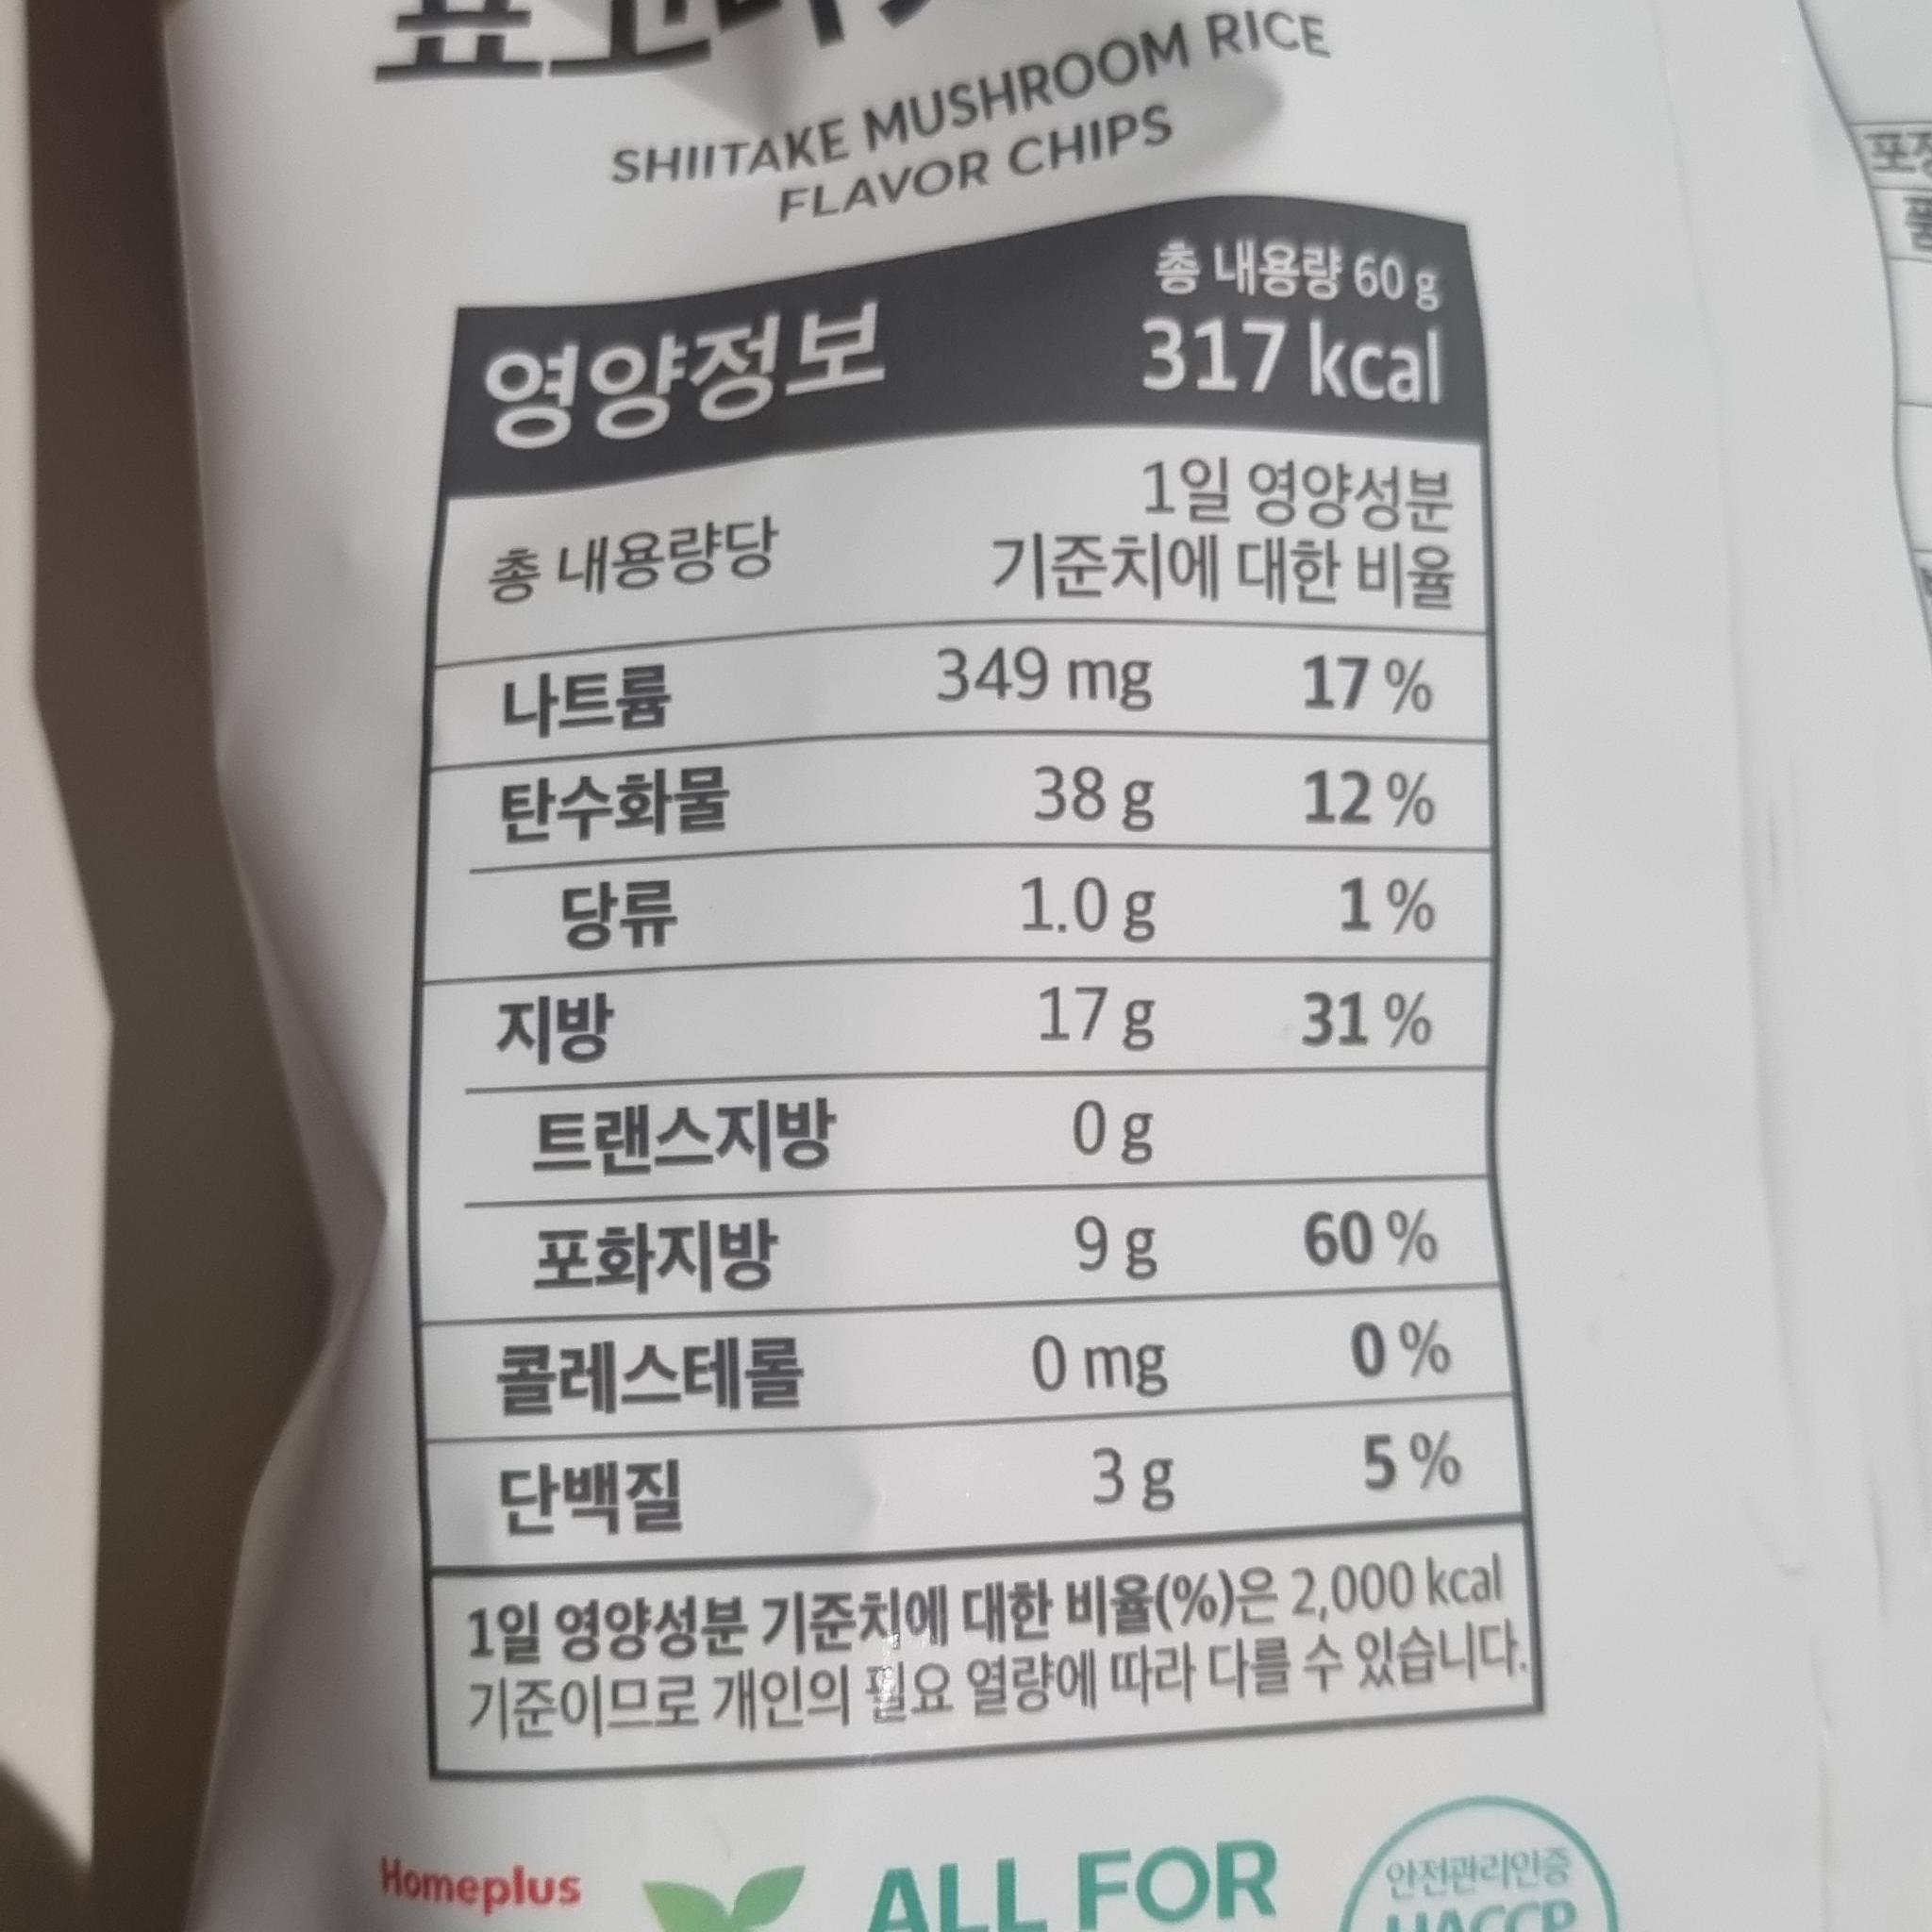 SHIITAKE MUSHROOM RICE
FLAVOR CHIPS
영양정보
총 내용량 60 g
317 kcal
총 내용량당
1일 영양성분
기준치에 대한 비율
나트륨 349 mg 17 %
탄수화물 38 g 12 %
당류 1.0 g 1 %
지방 17 g 31 %
트랜스지방 0 g
포화지방 9 g 60 %
콜레스테롤 0 mg 0 %
단백질 3 g 5 %
1일 영양성분 기준치에 대한 비율(%)은 2,000 kcal
기준이므로 개인의 필요 열량에 따라 다를 수 있습니다.
Homeplus
ALL FOR
안전관리인증
HACCP